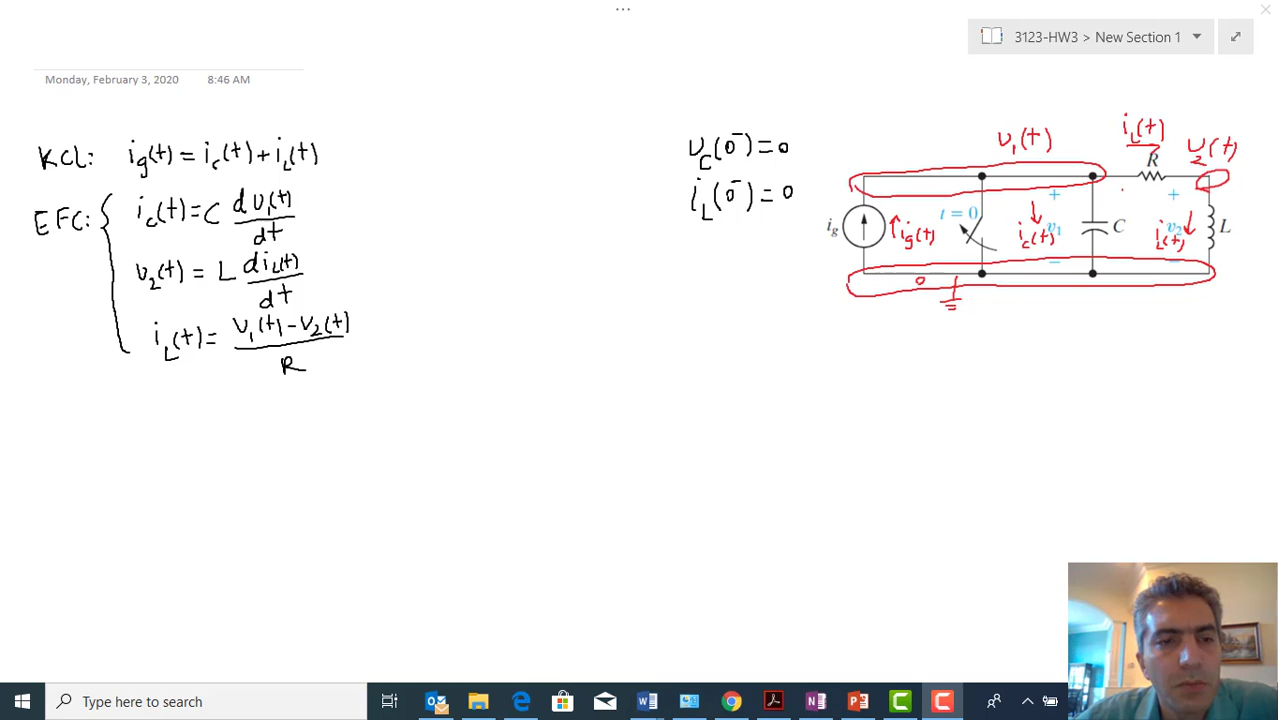 3123-HW3 > New Section 1
Monday, February 3, 2020 8:46 AM
KCL: ig(t) = ic(t) + iL(t)
EFC: { ic(t) = C dv1(t)/dt
v2(t) = L diL(t)/dt
iL(t) = v1(t) - v2(t) / R
vC(0⁻) = 0
iL(0⁻) = 0
v1(t)
iL(t)
v2(t)
R
+ +
ig ig(t) t = 0 ic(t) v1 C iL(t) v2 L
− −
0
Type here to search